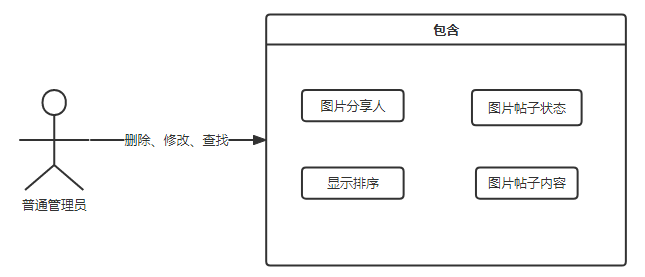 包含
图片分享人
图片帖子状态
删除、修改、查找
显示排序
图片帖子内容
普通管理员